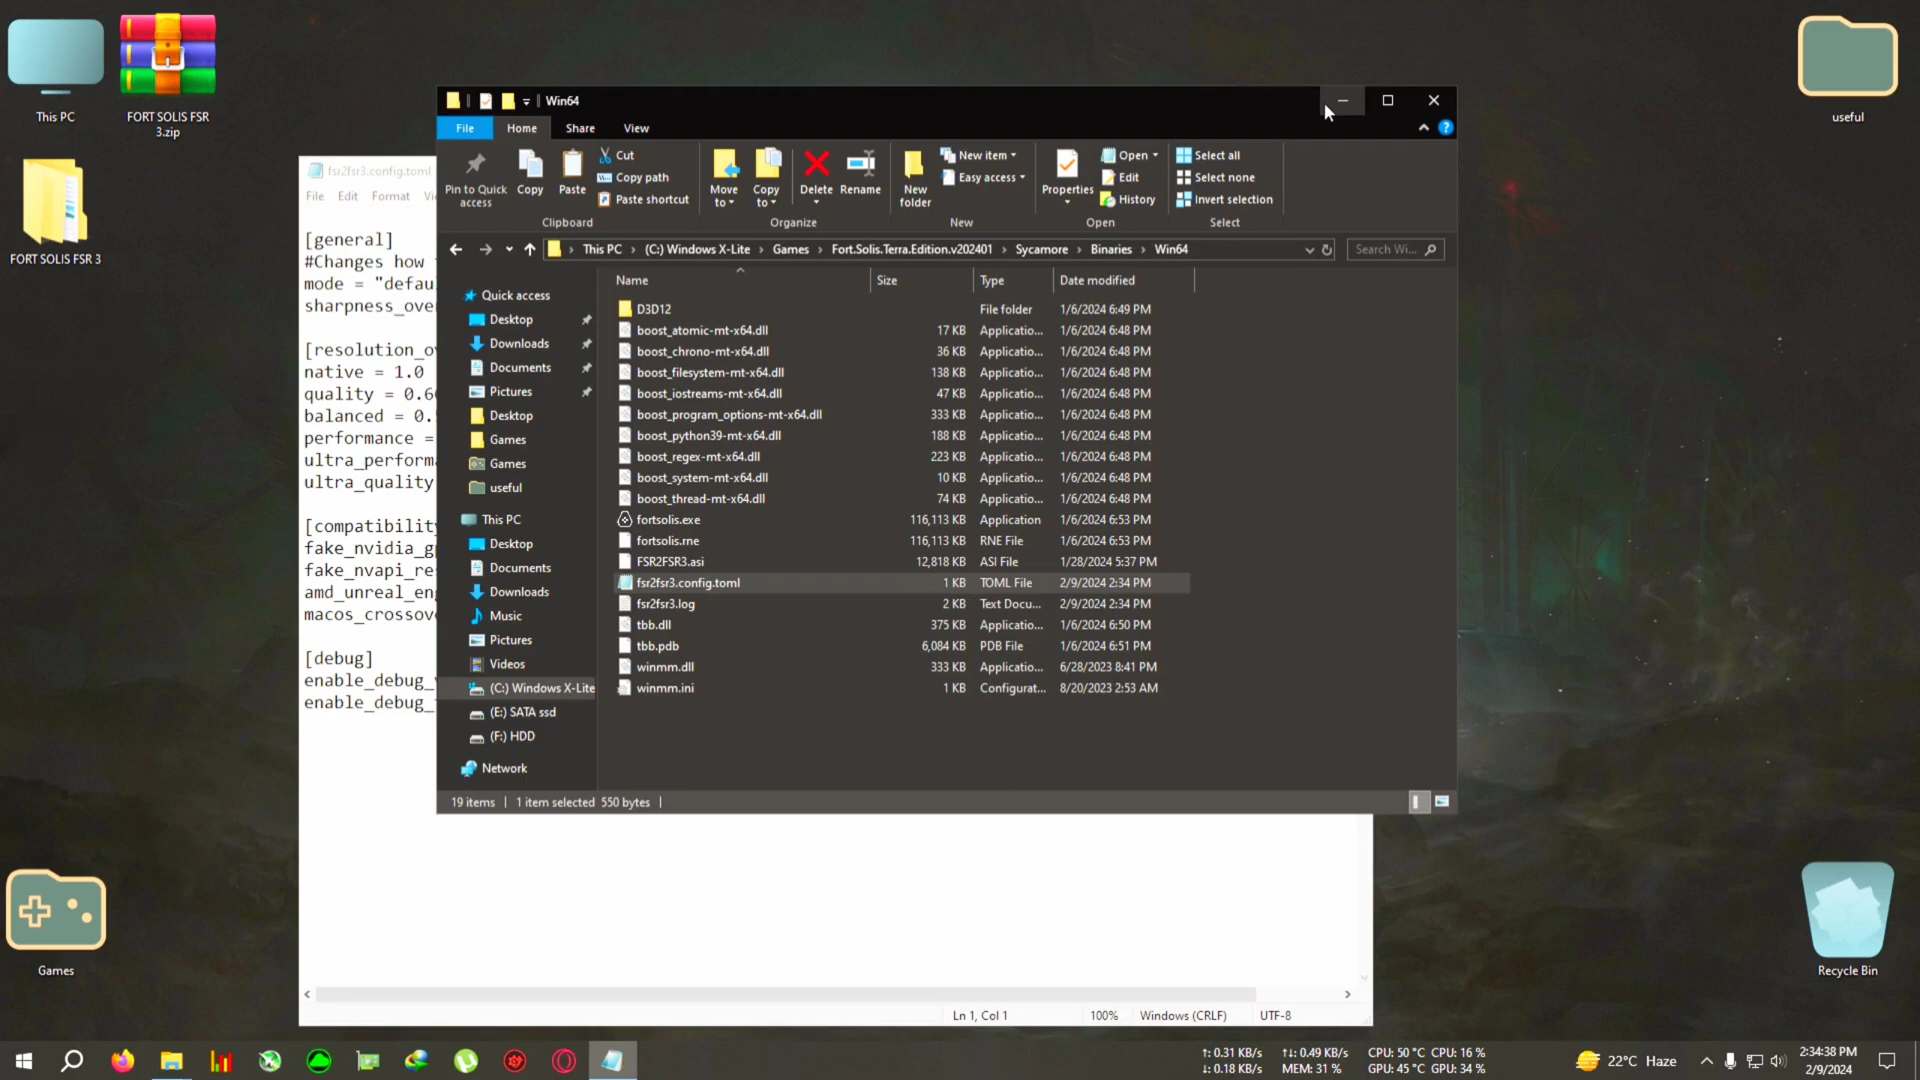 This PC
FORT SOLIS FSR
3.zip
FORT SOLIS FSR 3
Games
useful
Recycle Bin
fsr2fsr3.config.toml
File Edit Format
[general]
#Changes how
mode =
native = 1.0
quality =
balanced =
performance =
ultra_quality
[debug]
Win64
File Home Share View
Pin to Quick
access
Copy
Paste
Cut
Copy path
Paste shortcut
Clipboard
Move
to
Copy
to
Delete
Rename
Organize
New
folder
New item
Easy access
New
Properties
Open
Edit
History
Open
Select all
Select none
Invert selection
Select
This PC > (C:) Windows X-Lite > Games > Fort.Solis.Terra.Edition.v202401 > Sycamore > Binaries > Win64
Search Wi...
Name Size Type Date modified
D3D12 File folder 1/6/2024 6:49 PM
boost_atomic-mt-x64.dll 17 KB Applicatio... 1/6/2024 6:48 PM
boost_chrono-mt-x64.dll 36 KB Applicatio... 1/6/2024 6:48 PM
boost_filesystem-mt-x64.dll 138 KB Applicatio... 1/6/2024 6:48 PM
boost_iostreams-mt-x64.dll 47 KB Applicatio... 1/6/2024 6:48 PM
boost_program_options-mt-x64.dll 333 KB Applicatio... 1/6/2024 6:48 PM
boost_python39-mt-x64.dll 188 KB Applicatio... 1/6/2024 6:48 PM
boost_regex-mt-x64.dll 223 KB Applicatio... 1/6/2024 6:48 PM
boost_system-mt-x64.dll 10 KB Applicatio... 1/6/2024 6:48 PM
boost_thread-mt-x64.dll 74 KB Applicatio... 1/6/2024 6:48 PM
fortsolis.exe 116,113 KB Application 1/6/2024 6:53 PM
fortsolis.rne 116,113 KB RNE File 1/6/2024 6:53 PM
FSR2FSR3.asi 12,818 KB ASI File 1/28/2024 5:37 PM
fsr2fsr3.config.toml 1 KB TOML File 2/9/2024 2:34 PM
fsr2fsr3.log 2 KB Text Docu... 2/9/2024 2:34 PM
tbb.dll 375 KB Applicatio... 1/6/2024 6:50 PM
tbb.pdb 6,084 KB PDB File 1/6/2024 6:51 PM
winmm.dll 333 KB Applicatio... 6/28/2023 8:41 PM
winmm.ini 1 KB Configurat... 8/20/2023 2:53 AM
Quick access
Desktop
Downloads
Documents
Pictures
Desktop
Games
Games
useful
This PC
Desktop
Documents
Downloads
Music
Pictures
Videos
(C:) Windows X-Lite
(E:) SATA ssd
(F:) HDD
Network
19 items | 1 item selected 550 bytes |
Ln 1, Col 1 100% Windows (CRLF) UTF-8
↑: 0.31 KB/s
↓: 0.18 KB/s
↑↓: 0.49 KB/s
MEM: 31 %
CPU: 50 °C CPU: 16 %
GPU: 45 °C GPU: 34 %
22°C Haze
2:34:38 PM
2/9/2024